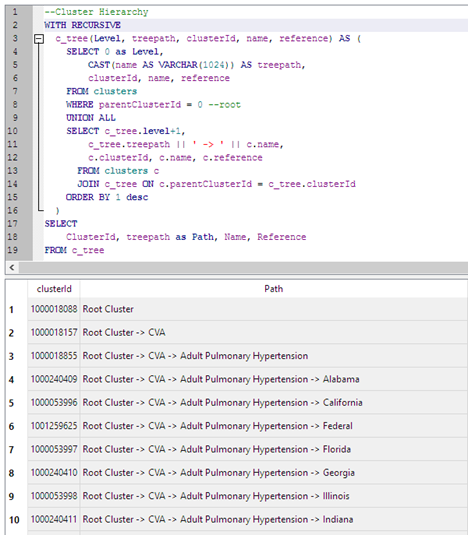 1 --Cluster Hierarchy
2 WITH RECURSIVE
3 c_tree(Level, treepath, clusterId, name, reference) AS (
4 SELECT 0 as Level,
5 CAST(name AS VARCHAR(1024)) AS treepath,
6 clusterId, name, reference
7 FROM clusters
8 WHERE parentClusterId = 0 --root
9 UNION ALL
10 SELECT c_tree.level+1,
11 c_tree.treepath || ' -> ' || c.name,
12 c.clusterId, c.name, c.reference
13 FROM clusters c
14 JOIN c_tree ON c.parentClusterId = c_tree.clusterId
15 ORDER BY 1 desc
16 )
17 SELECT
18 ClusterId, treepath as Path, Name, Reference
19 FROM c_tree
clusterId Path
1 1000018088 Root Cluster
2 1000018157 Root Cluster -> CVA
3 1000018855 Root Cluster -> CVA -> Adult Pulmonary Hypertension
4 1000240409 Root Cluster -> CVA -> Adult Pulmonary Hypertension -> Alabama
5 1000053996 Root Cluster -> CVA -> Adult Pulmonary Hypertension -> California
6 1001259625 Root Cluster -> CVA -> Adult Pulmonary Hypertension -> Federal
7 1000053997 Root Cluster -> CVA -> Adult Pulmonary Hypertension -> Florida
8 1000240410 Root Cluster -> CVA -> Adult Pulmonary Hypertension -> Georgia
9 1000053998 Root Cluster -> CVA -> Adult Pulmonary Hypertension -> Illinois
10 1000240411 Root Cluster -> CVA -> Adult Pulmonary Hypertension -> Indiana